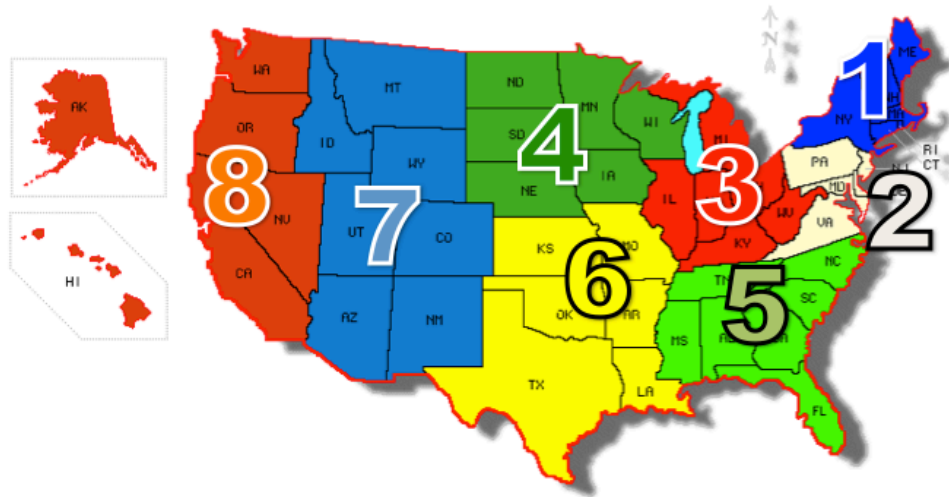 N
N
ME
1
WA
MT
ND
MN
NY
AK
OR
ID
SD
WI
MI
RI
CT
4
PA
WY
3
MD
2
8
7
NE
IA
IL
WV
VA
NV
UT
CO
KS
MO
KY
NC
HI
CA
6
TN
5
SC
AZ
NM
OK
AR
MS
TX
LA
FL